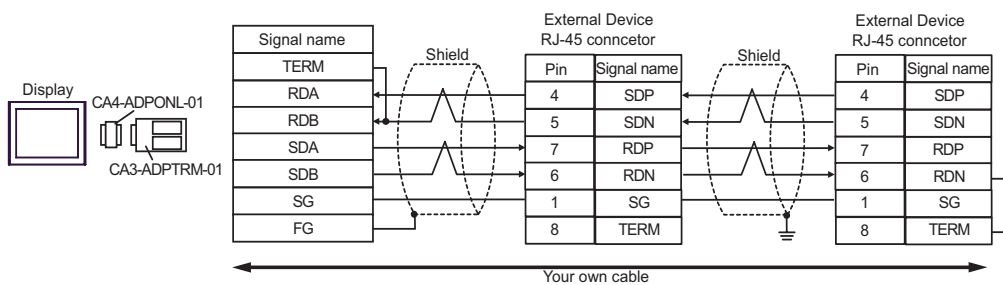 External Device
RJ-45 conncetor
External Device
RJ-45 conncetor
Display
CA4-ADPONL-01
CA3-ADPTRM-01
Signal name
TERM
RDA
RDB
SDA
SDB
SG
FG
Shield
Pin Signal name
4 SDP
5 SDN
7 RDP
6 RDN
1 SG
8 TERM
Shield
Pin Signal name
4 SDP
5 SDN
7 RDP
6 RDN
1 SG
8 TERM
Your own cable